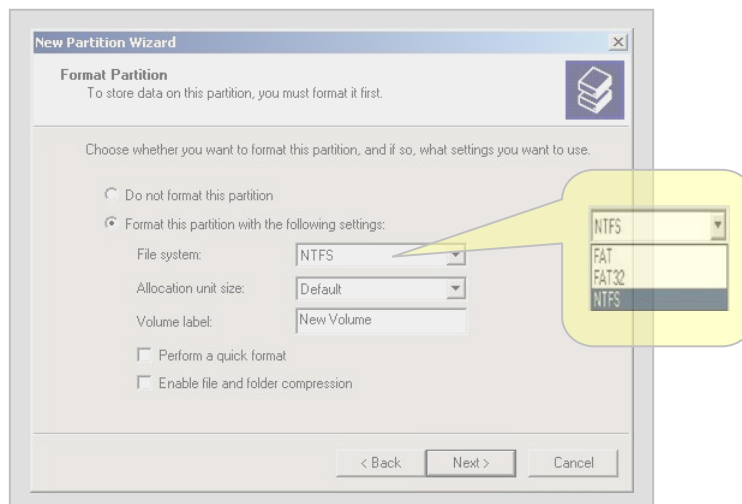 New Partition Wizard
Format Partition
To store data on this partition, you must format it first.
Choose whether you want to format this partition, and if so, what settings you want to use.
Do not format this partition
Format this partition with the following settings:
File system: NTFS
Allocation unit size: Default
Volume label: New Volume
Perform a quick format
Enable file and folder compression
< Back Next > Cancel
NTFS
FAT
FAT32
NTFS